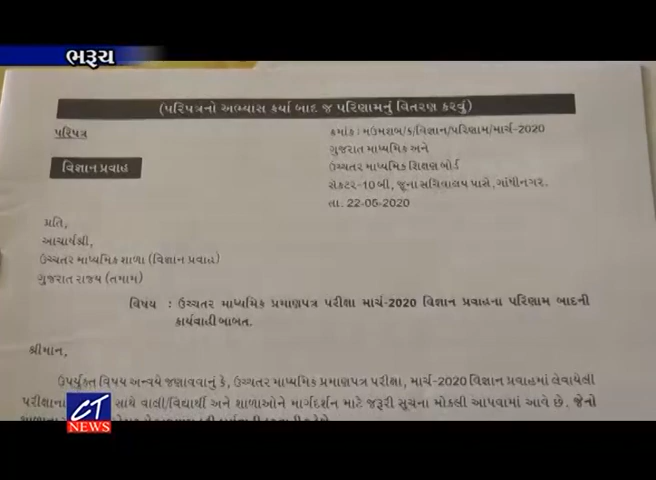 ભરૂચ
(પરિપત્રનો અભ્યાસ કર્યા બાદ જ પરિણામનું વિતરણ કરવું)
પરિપત્ર
ક્રમાંક : મઉમશબ/ક/વિજ્ઞાન/પરિણામ/માર્ચ-2020
ગુજરાત માધ્યમિક અને
વિજ્ઞાન પ્રવાહ
ઉચ્ચતર માધ્યમિક શિક્ષણ બોર્ડ
સેક્ટર-10 બી, જૂના સચિવાલય પાસે, ગાંધીનગર.
તા. 22-06-2020
પ્રતિ,
આચાર્યશ્રી,
ઉચ્ચતર માધ્યમિક શાળા (વિજ્ઞાન પ્રવાહ)
ગુજરાત રાજ્ય (તમામ)
વિષય : ઉચ્ચતર માધ્યમિક પ્રમાણપત્ર પરીક્ષા માર્ચ-2020 વિજ્ઞાન પ્રવાહના પરિણામ બાદની
કાર્યવાહી બાબત.
શ્રીમાન,
ઉપર્યુક્ત વિષય અન્વયે જણાવવાનું કે, ઉચ્ચતર માધ્યમિક પ્રમાણપત્ર પરીક્ષા, માર્ચ-2020 વિજ્ઞાન પ્રવાહમાં લેવાયેલી
પરીક્ષાના સાથે વાલી/વિદ્યાર્થી અને શાળાઓને માર્ગદર્શન માટે જરૂરી સૂચના મોકલી આપવામાં આવે છે. જેનો
CT
NEWS